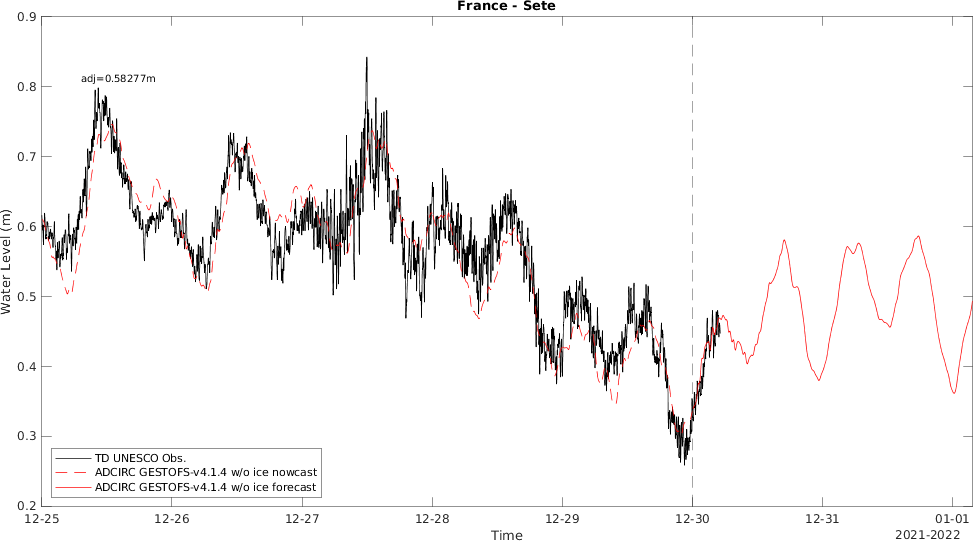 France - Sete
adj=0.58277m
0.9
0.8
0.7
0.6
0.5
0.4
0.3
0.2
Water Level (m)
TD UNESCO Obs.
ADCIRC GESTOFS-v4.1.4 w/o ice nowcast
ADCIRC GESTOFS-v4.1.4 w/o ice forecast
12-25 12-26 12-27 12-28 12-29 12-30 12-31 01-01
Time
2021-2022